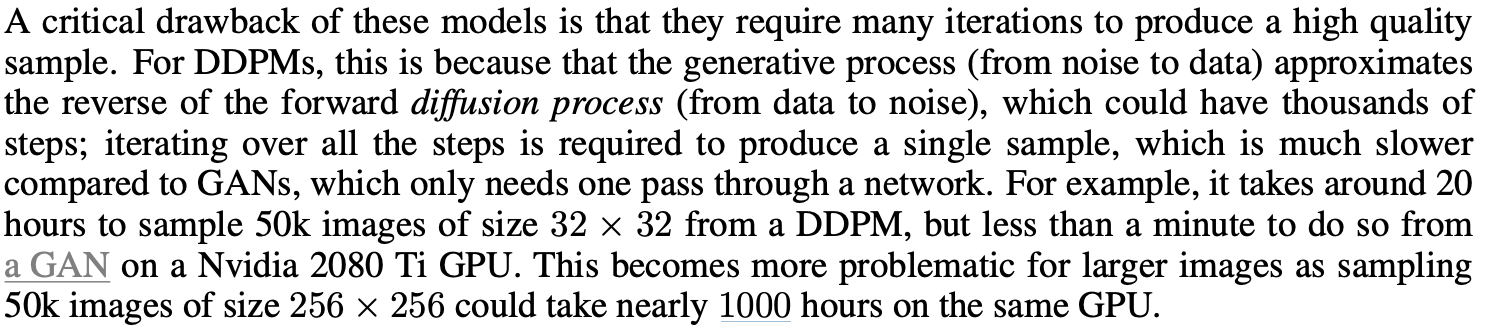 A critical drawback of these models is that they require many iterations to produce a high quality
sample. For DDPMs, this is because that the generative process (from noise to data) approximates
the reverse of the forward diffusion process (from data to noise), which could have thousands of
steps; iterating over all the steps is required to produce a single sample, which is much slower
compared to GANs, which only needs one pass through a network. For example, it takes around 20
hours to sample 50k images of size 32 × 32 from a DDPM, but less than a minute to do so from
a GAN on a Nvidia 2080 Ti GPU. This becomes more problematic for larger images as sampling
50k images of size 256 × 256 could take nearly 1000 hours on the same GPU.